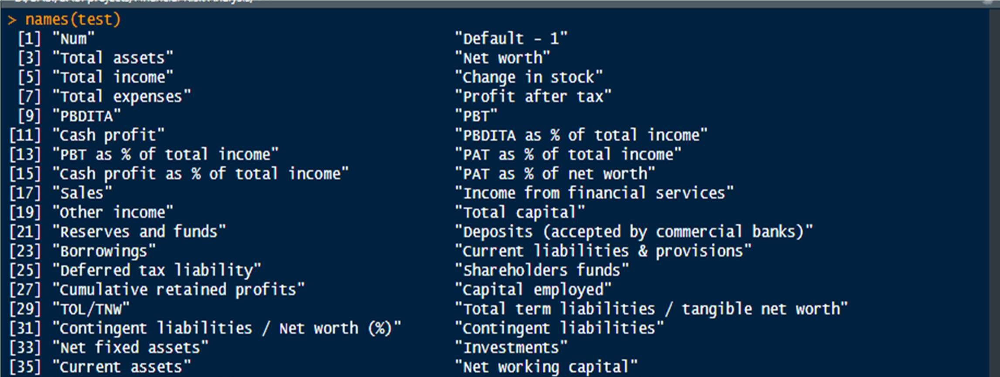 > names(test)
[1] "Num" "Default - 1"
[3] "Total assets" "Net worth"
[5] "Total income" "Change in stock"
[7] "Total expenses" "Profit after tax"
[9] "PBDITA" "PBT"
[11] "Cash profit" "PBDITA as % of total income"
[13] "PBT as % of total income" "PAT as % of total income"
[15] "Cash profit as % of total income" "PAT as % of net worth"
[17] "Sales" "Income from financial services"
[19] "Other income" "Total capital"
[21] "Reserves and funds" "Deposits (accepted by commercial banks)"
[23] "Borrowings" "Current liabilities & provisions"
[25] "Deferred tax liability" "Shareholders funds"
[27] "Cumulative retained profits" "Capital employed"
[29] "TOL/TNW" "Total term liabilities / tangible net worth"
[31] "Contingent liabilities / Net worth (%)" "Contingent liabilities"
[33] "Net fixed assets" "Investments"
[35] "Current assets" "Net working capital"